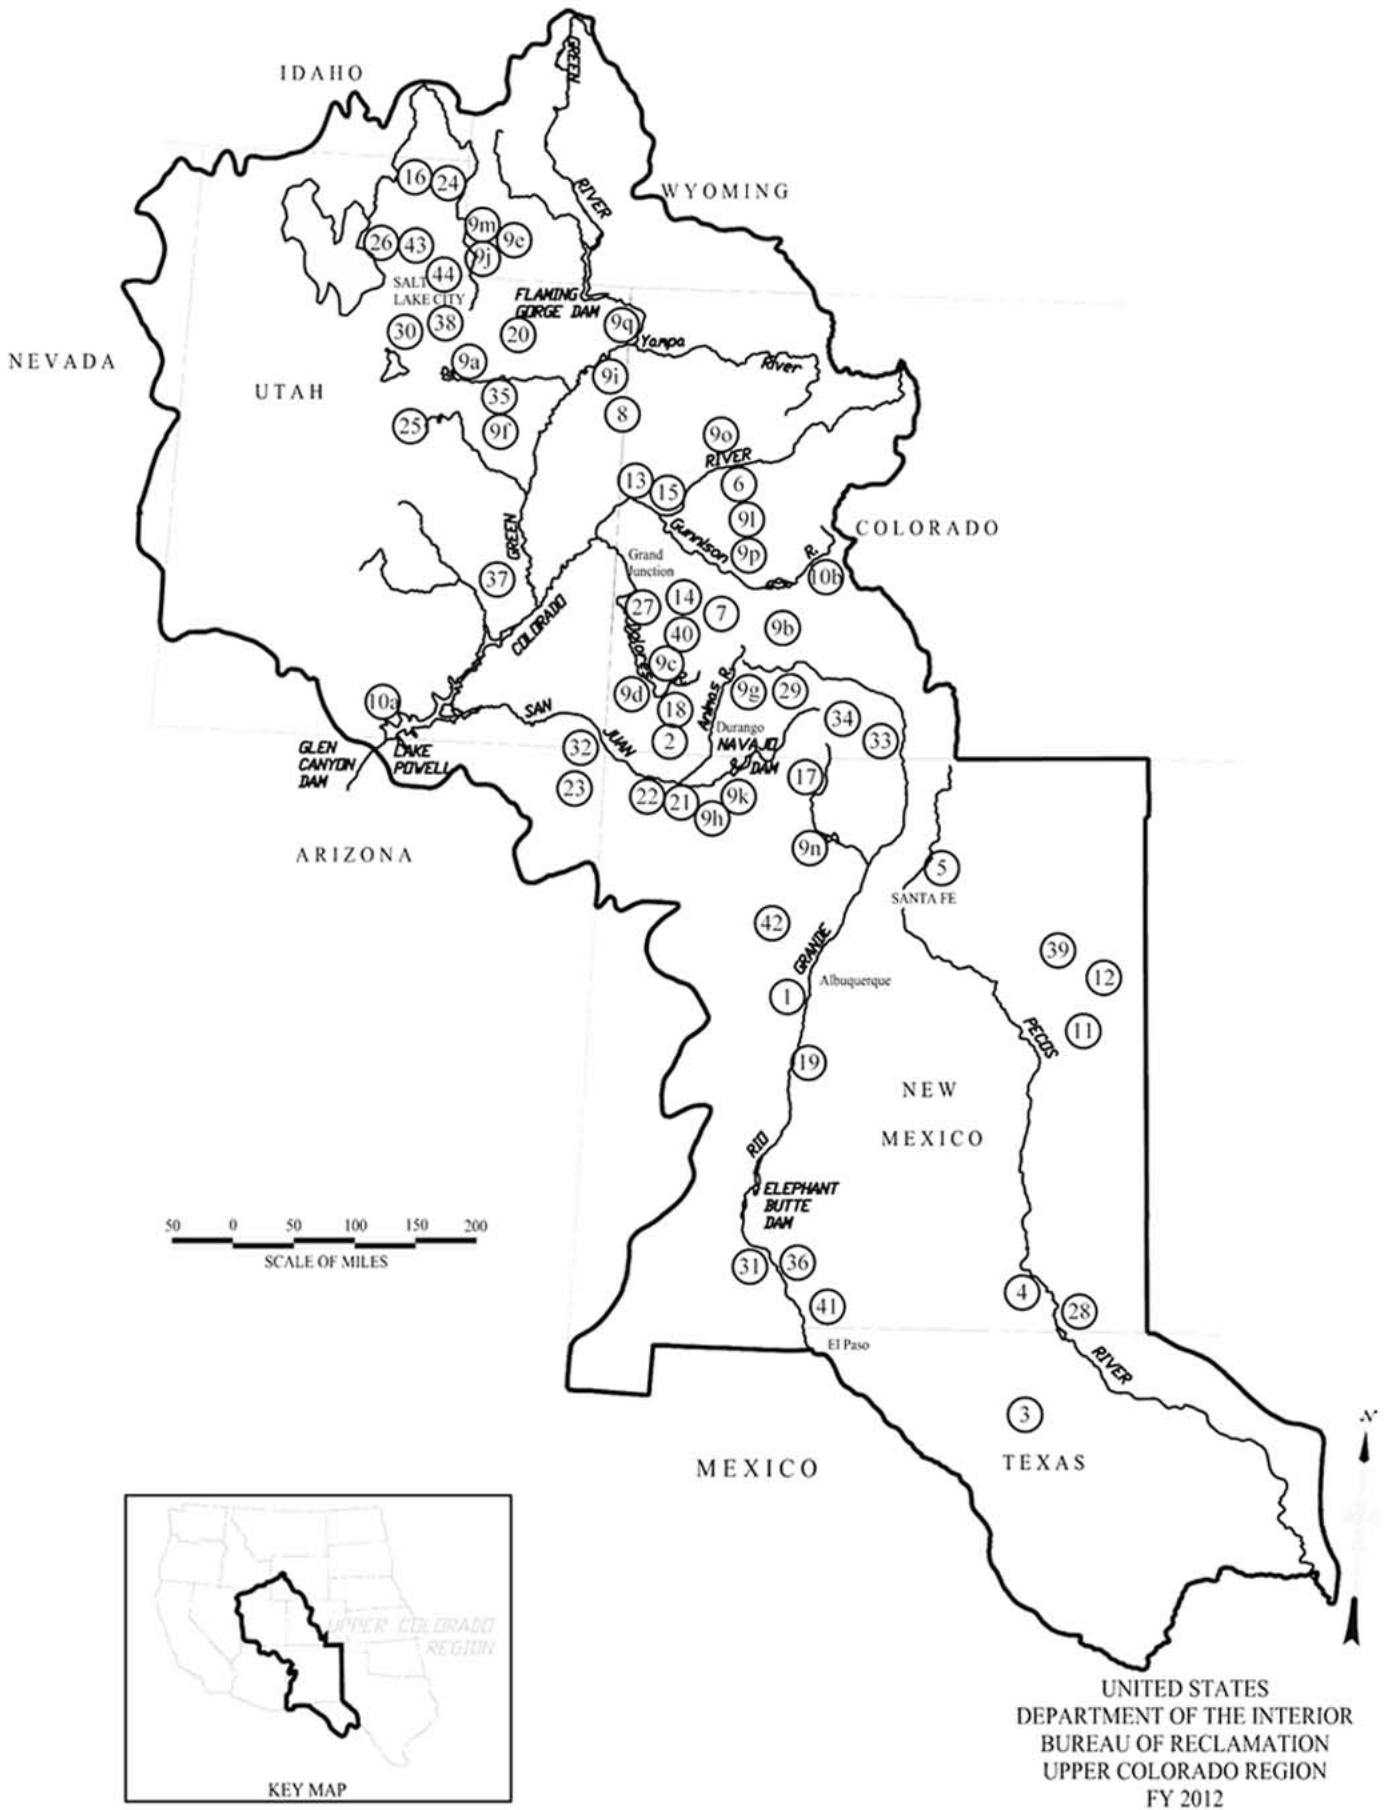 GREEN
IDAHO
RIVER
WYOMING
16
24
9m
9e
26
43
9j
44
SALT
LAKE CITY
FLAMING
GORGE DAM
30
38
20
9q
Yampa
River
NEVADA
9a
9i
UTAH
35
8
25
9f
9o
RIVER
13
15
6
9l
GREEN
Gunnison
COLORADO
9p
R.
Grand
Junction
10b
37
14
27
7
COLORADO
Dolores
R.
40
9b
9c
9d
Animas R.
9g
29
10a
SAN
18
34
JUAN
Durango
2
NAVAJO
DAM
33
32
GLEN
CANYON
DAM
LAKE
POWELL
17
23
22
21
9k
9h
ARIZONA
9n
5
SANTA FE
42
GRANDE
39
12
Albuquerque
1
PECOS
11
19
NEW
MEXICO
RIO
ELEPHANT
BUTTE
DAM
50 0 50 100 150 200
SCALE OF MILES
31
36
4
41
28
El Paso
RIVER
3
N
MEXICO
TEXAS
UPPER COLORADO
REGION
KEY MAP
UNITED STATES
DEPARTMENT OF THE INTERIOR
BUREAU OF RECLAMATION
UPPER COLORADO REGION
FY 2012